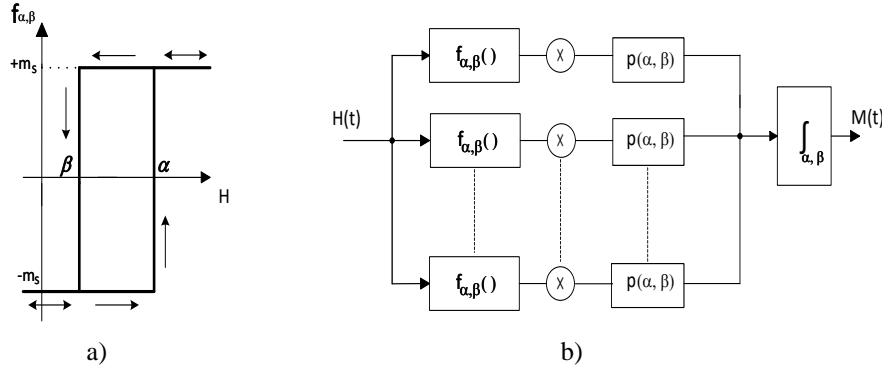 fα,β
+mₛ
β
α
H
-mₛ
a)
H(t)
fα,β()
X
p(α, β)
fα,β()
X
p(α, β)
fα,β()
X
p(α, β)
∫α, β
M(t)
b)